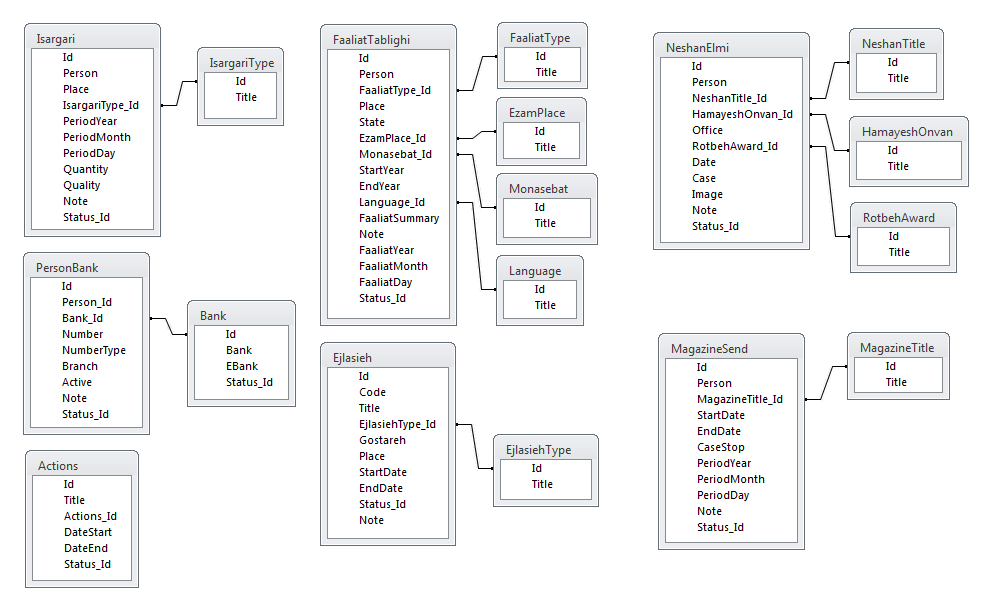 Isargari
Id
Person
Place
IsargariType_Id
PeriodYear
PeriodMonth
PeriodDay
Quantity
Quality
Note
Status_Id
IsargariType
Id
Title
PersonBank
Id
Person_Id
Bank_Id
Number
NumberType
Branch
Active
Note
Status_Id
Bank
Id
Bank
EBank
Status_Id
Actions
Id
Title
Actions_Id
DateStart
DateEnd
Status_Id
FaaliatTablighi
Id
Person
FaaliatType_Id
Place
State
EzamPlace_Id
Monasebat_Id
StartYear
EndYear
Language_Id
FaaliatSummary
Note
FaaliatYear
FaaliatMonth
FaaliatDay
Status_Id
FaaliatType
Id
Title
EzamPlace
Id
Title
Monasebat
Id
Title
Language
Id
Title
Ejlasieh
Id
Code
Title
EjlasiehType_Id
Gostareh
Place
StartDate
EndDate
Status_Id
Note
EjlasiehType
Id
Title
NeshanElmi
Id
Person
NeshanTitle_Id
HamayeshOnvan_Id
Office
RotbehAward_Id
Date
Case
Image
Note
Status_Id
NeshanTitle
Id
Title
HamayeshOnvan
Id
Title
RotbehAward
Id
Title
MagazineSend
Id
Person
MagazineTitle_Id
StartDate
EndDate
CaseStop
PeriodYear
PeriodMonth
PeriodDay
Note
Status_Id
MagazineTitle
Id
Title